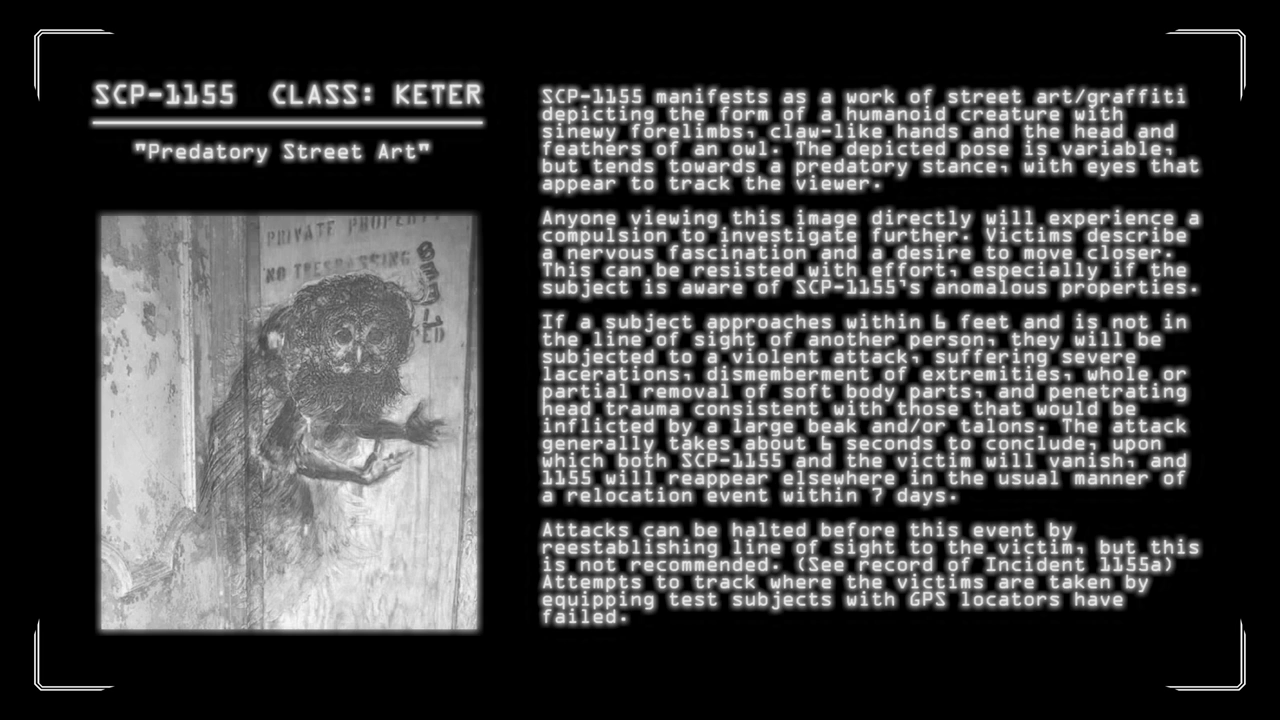 SCP-1155 CLASS: KETER
"Predatory Street Art"
PRIVATE PROPERTY
NO TRESPASSING
SCP-1155 manifests as a work of street art/graffiti
depicting the form of a humanoid creature with
sinewy forelimbs, claw-like hands and the head and
feathers of an owl. The depicted pose is variable,
but tends towards a predatory stance, with eyes that
appear to track the viewer.
Anyone viewing this image directly will experience a
compulsion to investigate further. Victims describe
a nervous fascination and a desire to move closer.
This can be resisted with effort, especially if the
subject is aware of SCP-1155's anomalous properties.
If a subject approaches within 6 feet and is not in
the line of sight of another person, they will be
subjected to a violent attack, suffering severe
lacerations, dismemberment of extremities, whole or
partial removal of soft body parts, and penetrating
head trauma consistent with those that would be
inflicted by a large beak and/or talons. The attack
generally takes about 6 seconds to conclude, upon
which both SCP-1155 and the victim will vanish, and
1155 will reappear elsewhere in the usual manner of
a relocation event within 7 days.
Attacks can be halted before this event by
reestablishing line of sight to the victim, but this
is not recommended. (See record of Incident 1155a)
Attempts to track where the victims are taken by
equipping test subjects with GPS locators have
failed.